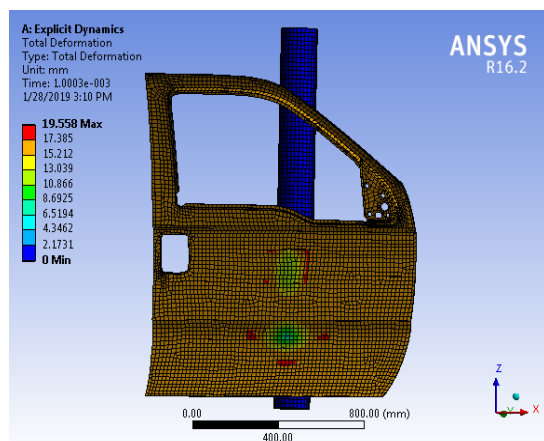 A: Explicit Dynamics
Total Deformation
Type: Total Deformation
Unit: mm
Time: 1.0003e-003
1/28/2019 3:10 PM
19.558 Max
17.385
15.212
13.039
10.866
8.6925
6.5194
4.3462
2.1731
0 Min
ANSYS
R16.2
0.00
800.00 (mm)
400.00
Z
Y
X